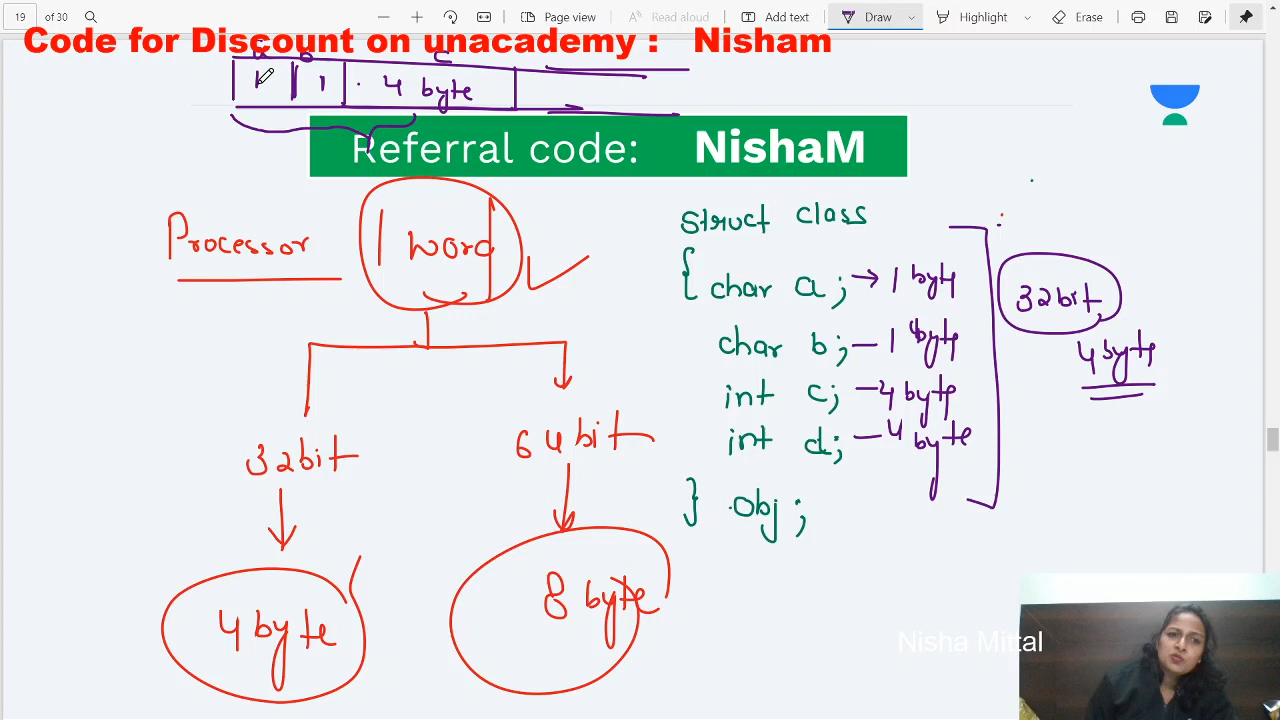 19 of 30
Page view
Read aloud
Add text
Draw
Highlight
Erase
Code for Discount on unacademy : Nisham
a b c
1 1 4 byte
Referral code: NishaM
Processor
1 word
32bit
4 byte
64bit
8 byte
struct class
{ char a; → 1 byte
char b; — 1 byte
int c; — 4 byte
int d; — 4 byte
} obj;
32bit
4 byte
Nisha Mittal